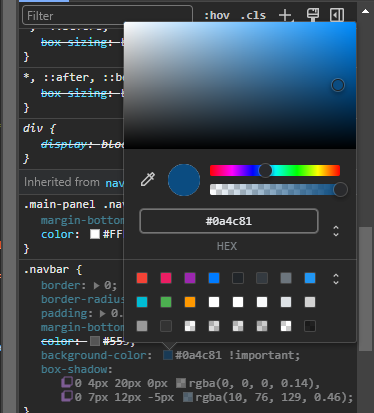 Filter :hov .cls
box-sizing:
}
*, ::after, ::be
box-sizing: bor
}
div {
display: bloc
}
Inherited from nav
.main-panel .nav
margin-bottom
color: #FF
}
#0a4c81
HEX
.navbar {
border: 0;
border-radius
padding: 0.
margin-bottom
color: #555;
background-color: #0a4c81 !important;
box-shadow:
0 4px 20px 0px rgba(0, 0, 0, 0.14),
0 7px 12px -5px rgba(10, 76, 129, 0.46);
}